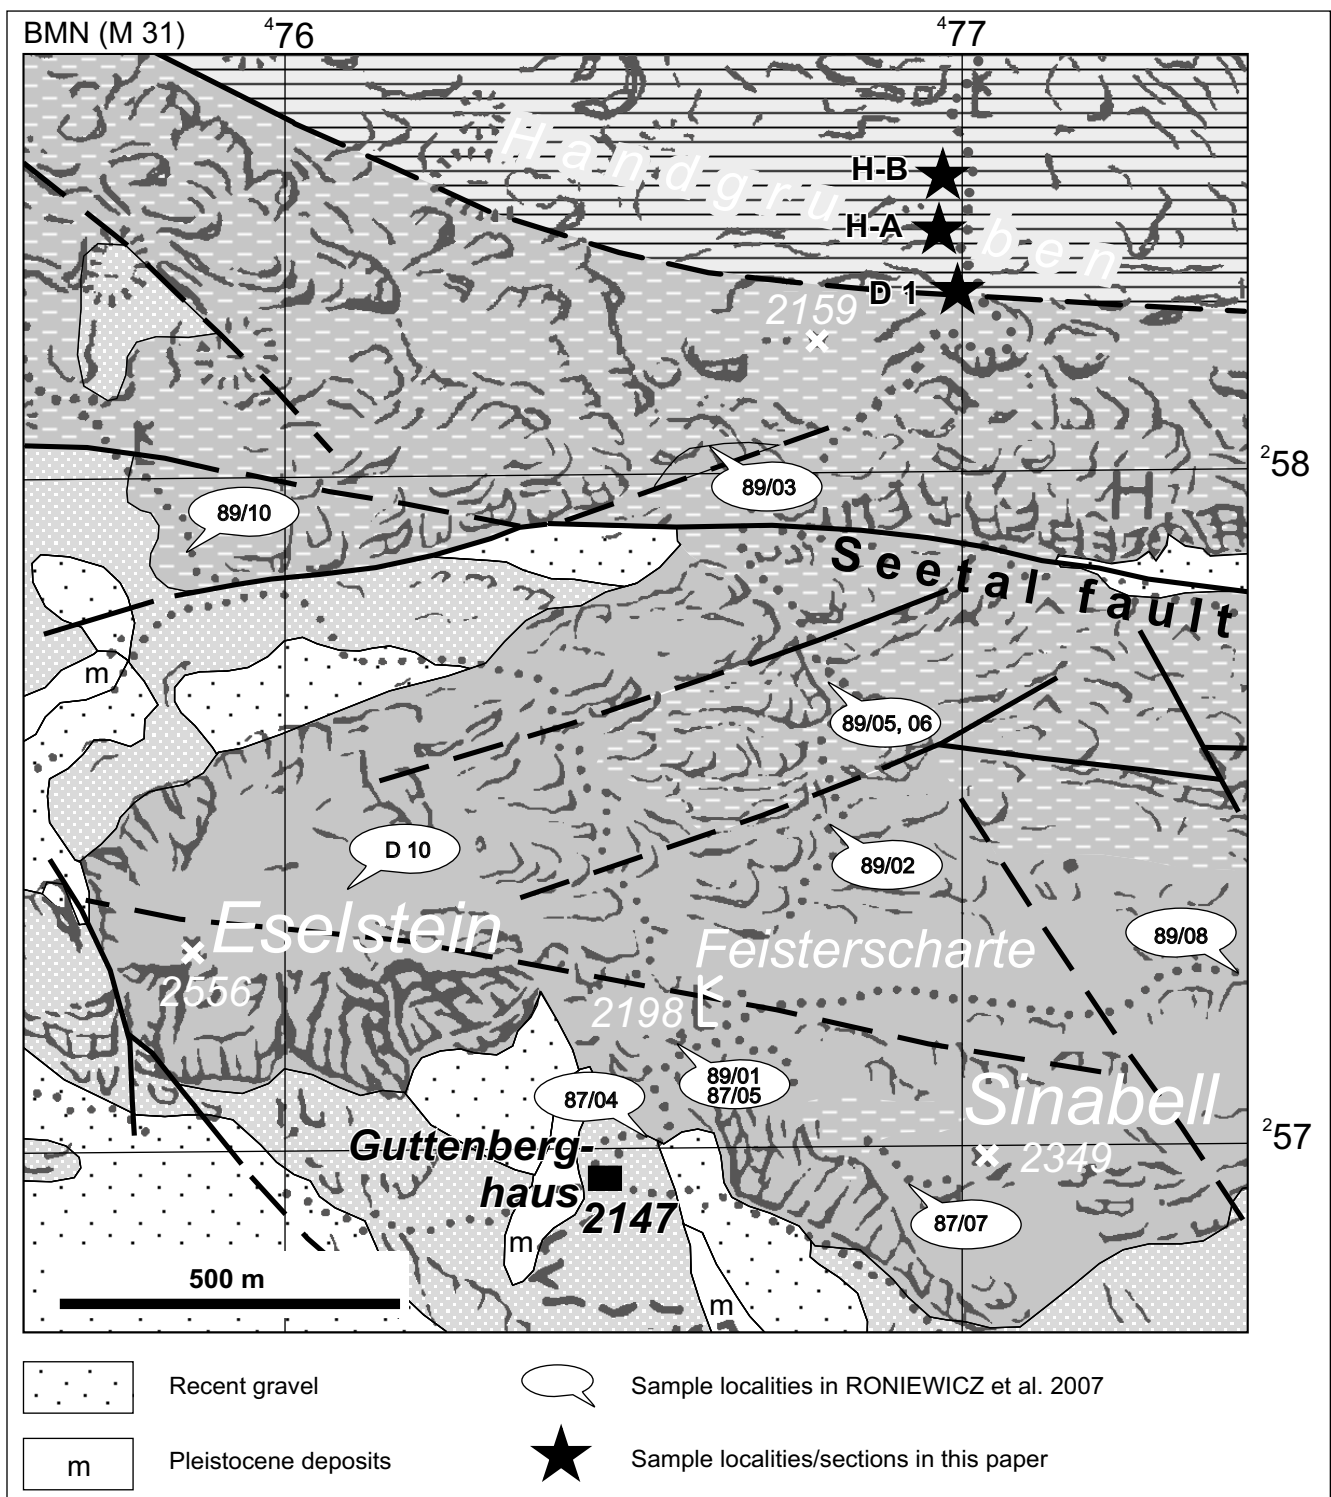 BMN (M 31)
⁴76
⁴77
Handgruben
H-B
H-A
D 1
2159
²58
89/03
89/10
Seetal fault
m
89/05, 06
D 10
89/02
Eselstein
2556
Feisterscharte
2198
89/08
89/01
87/05
87/04
Sinabell
2349
²57
Guttenberg-
haus
2147
87/07
m
m
500 m
Recent gravel
Sample localities in RONIEWICZ et al. 2007
m
Pleistocene deposits
Sample localities/sections in this paper